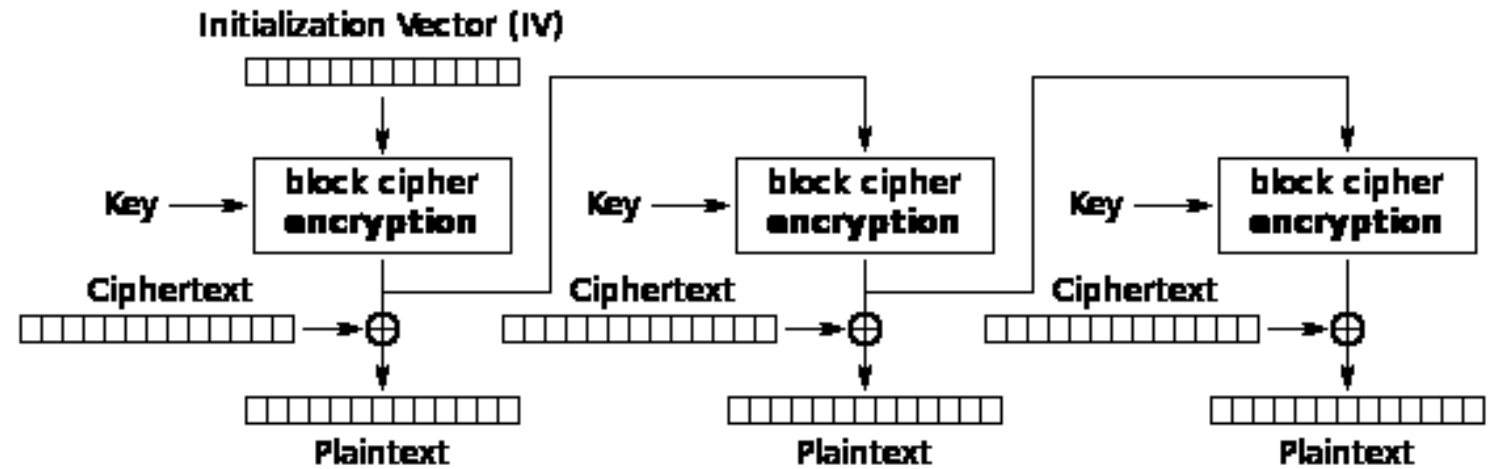 Initialization Vector (IV)
Key
block cipher
encryption
Key
block cipher
encryption
Key
block cipher
encryption
Ciphertext
Ciphertext
Ciphertext
Plaintext
Plaintext
Plaintext